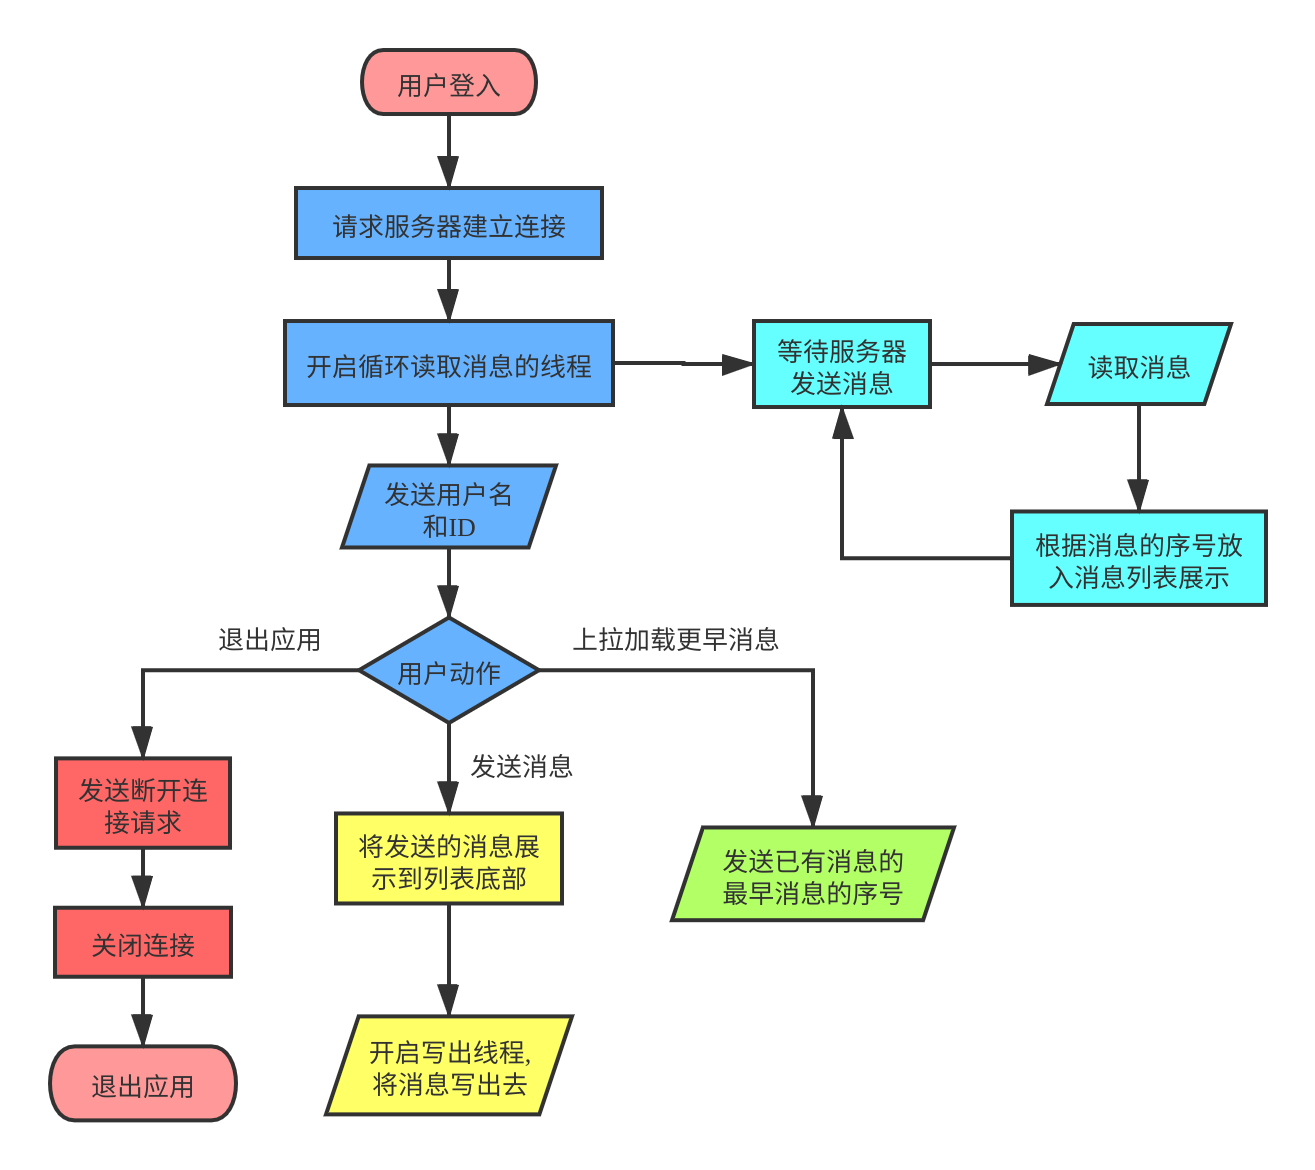 用户登入
请求服务器建立连接
开启循环读取消息的线程
等待服务器
发送消息
读取消息
发送用户名
和ID
根据消息的序号放
入消息列表展示
退出应用
上拉加载更早消息
用户动作
发送消息
发送断开连
接请求
将发送的消息展
示到列表底部
发送已有消息的
最早消息的序号
关闭连接
开启写出线程,
将消息写出去
退出应用